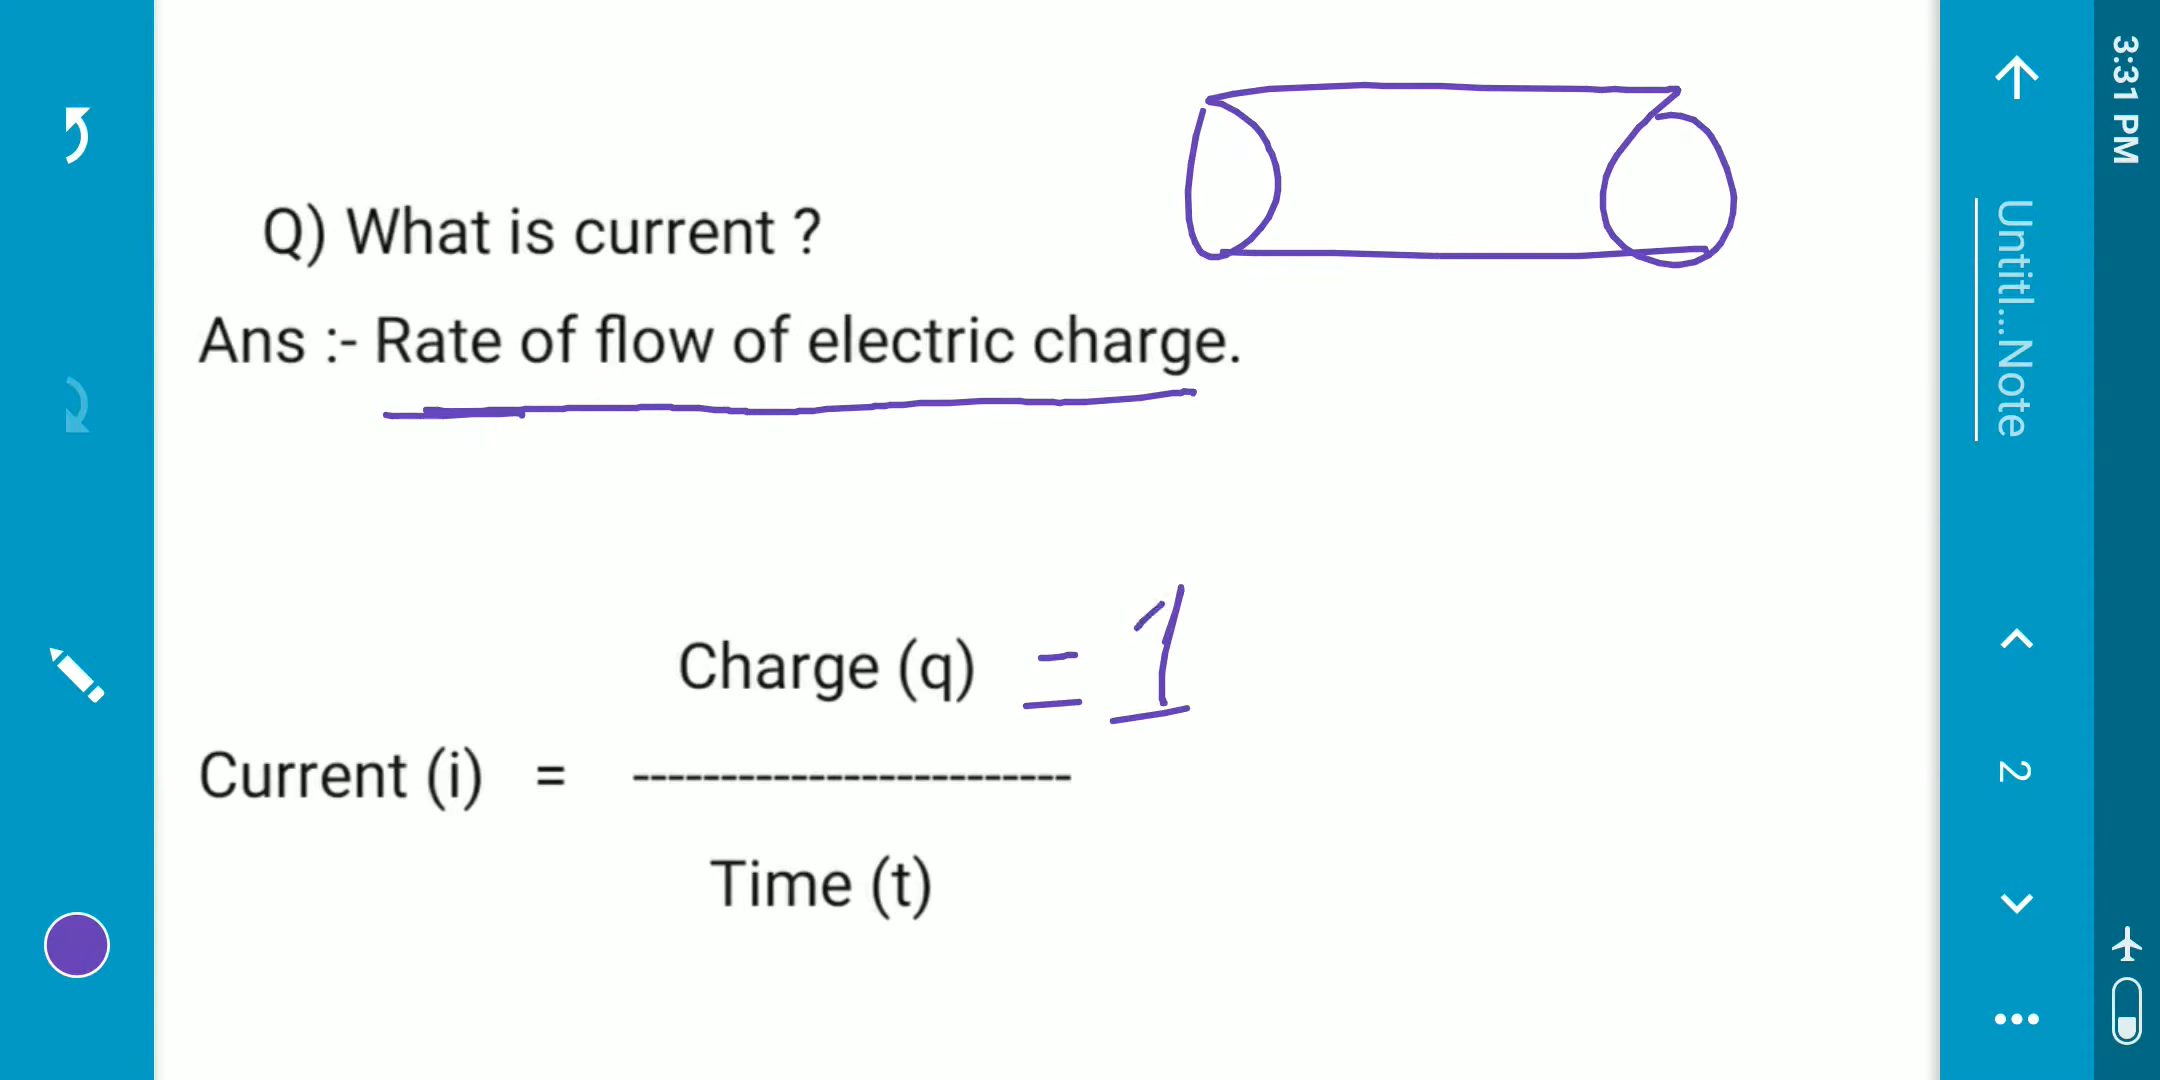 Q) What is current ?
Ans :- Rate of flow of electric charge.
Charge (q) = 1
Current (i) = -------------------------
Time (t)
3:31 PM
Untitl...Note
2